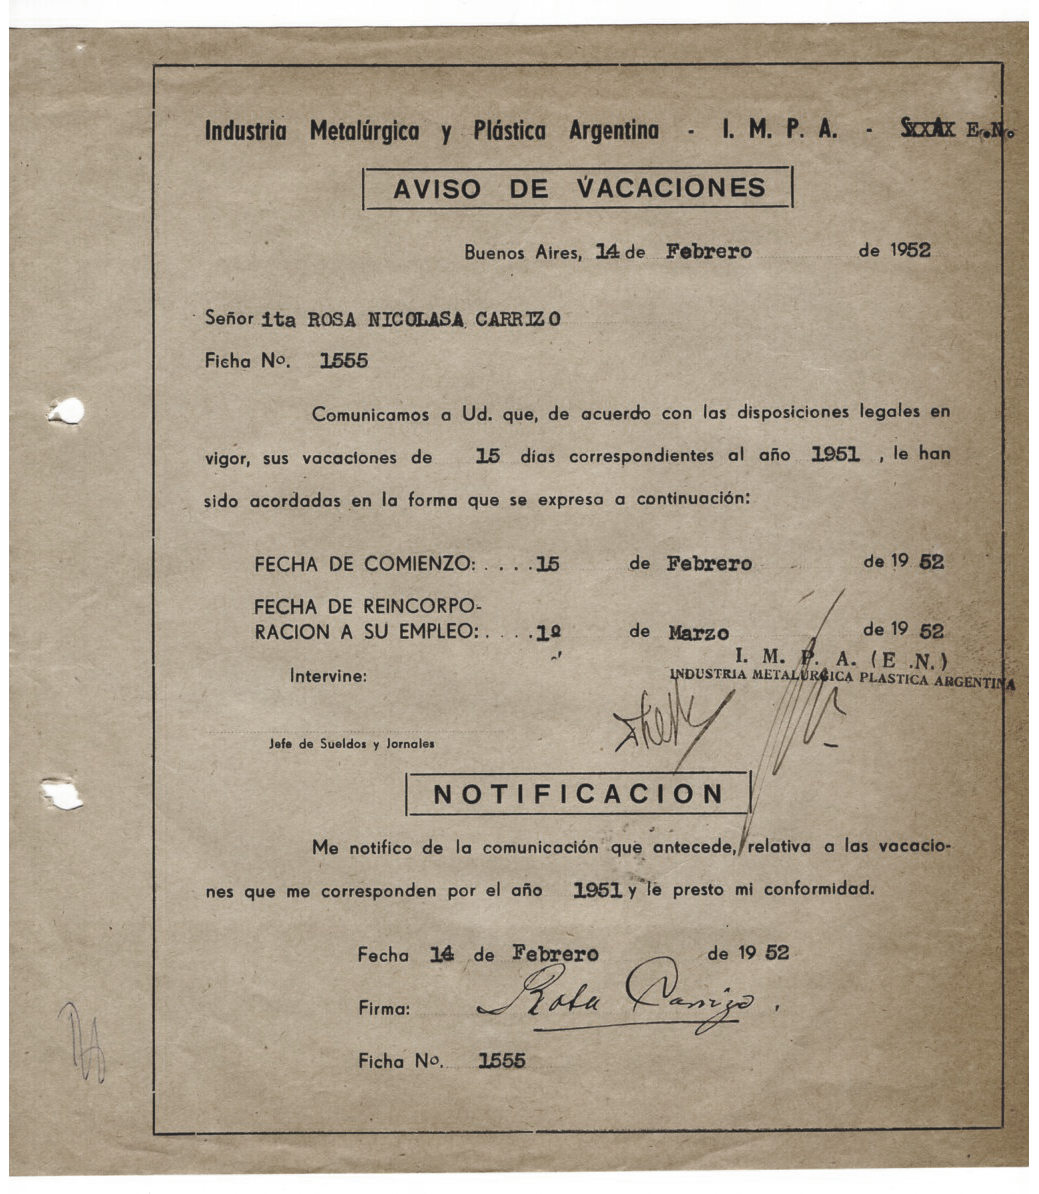 Industria Metalúrgica y Plástica Argentina - I. M. P. A. - E.N.
AVISO DE VACACIONES
Buenos Aires, 14 de Febrero de 1952
Señor ita ROSA NICOLASA CARRIZO
Ficha No. 1555
Comunicamos a Ud. que, de acuerdo con las disposiciones legales en
vigor, sus vacaciones de 15 días correspondientes al año 1951 , le han
sido acordadas en la forma que se expresa a continuación:
FECHA DE COMIENZO: . . . . 15 de Febrero de 19 52
FECHA DE REINCORPO-
RACION A SU EMPLEO: . . . . 1º de Marzo de 19 52
I. M. P. A. (E .N.)
INDUSTRIA METALURGICA PLASTICA ARGENTINA
Intervine:
Jefe de Sueldos y Jornales
NOTIFICACION
Me notifico de la comunicación que antecede, relativa a las vacacio-
nes que me corresponden por el año 1951 y le presto mi conformidad.
Fecha 14 de Febrero de 19 52
Firma: Rosa Carrizo .
Ficha No. 1555